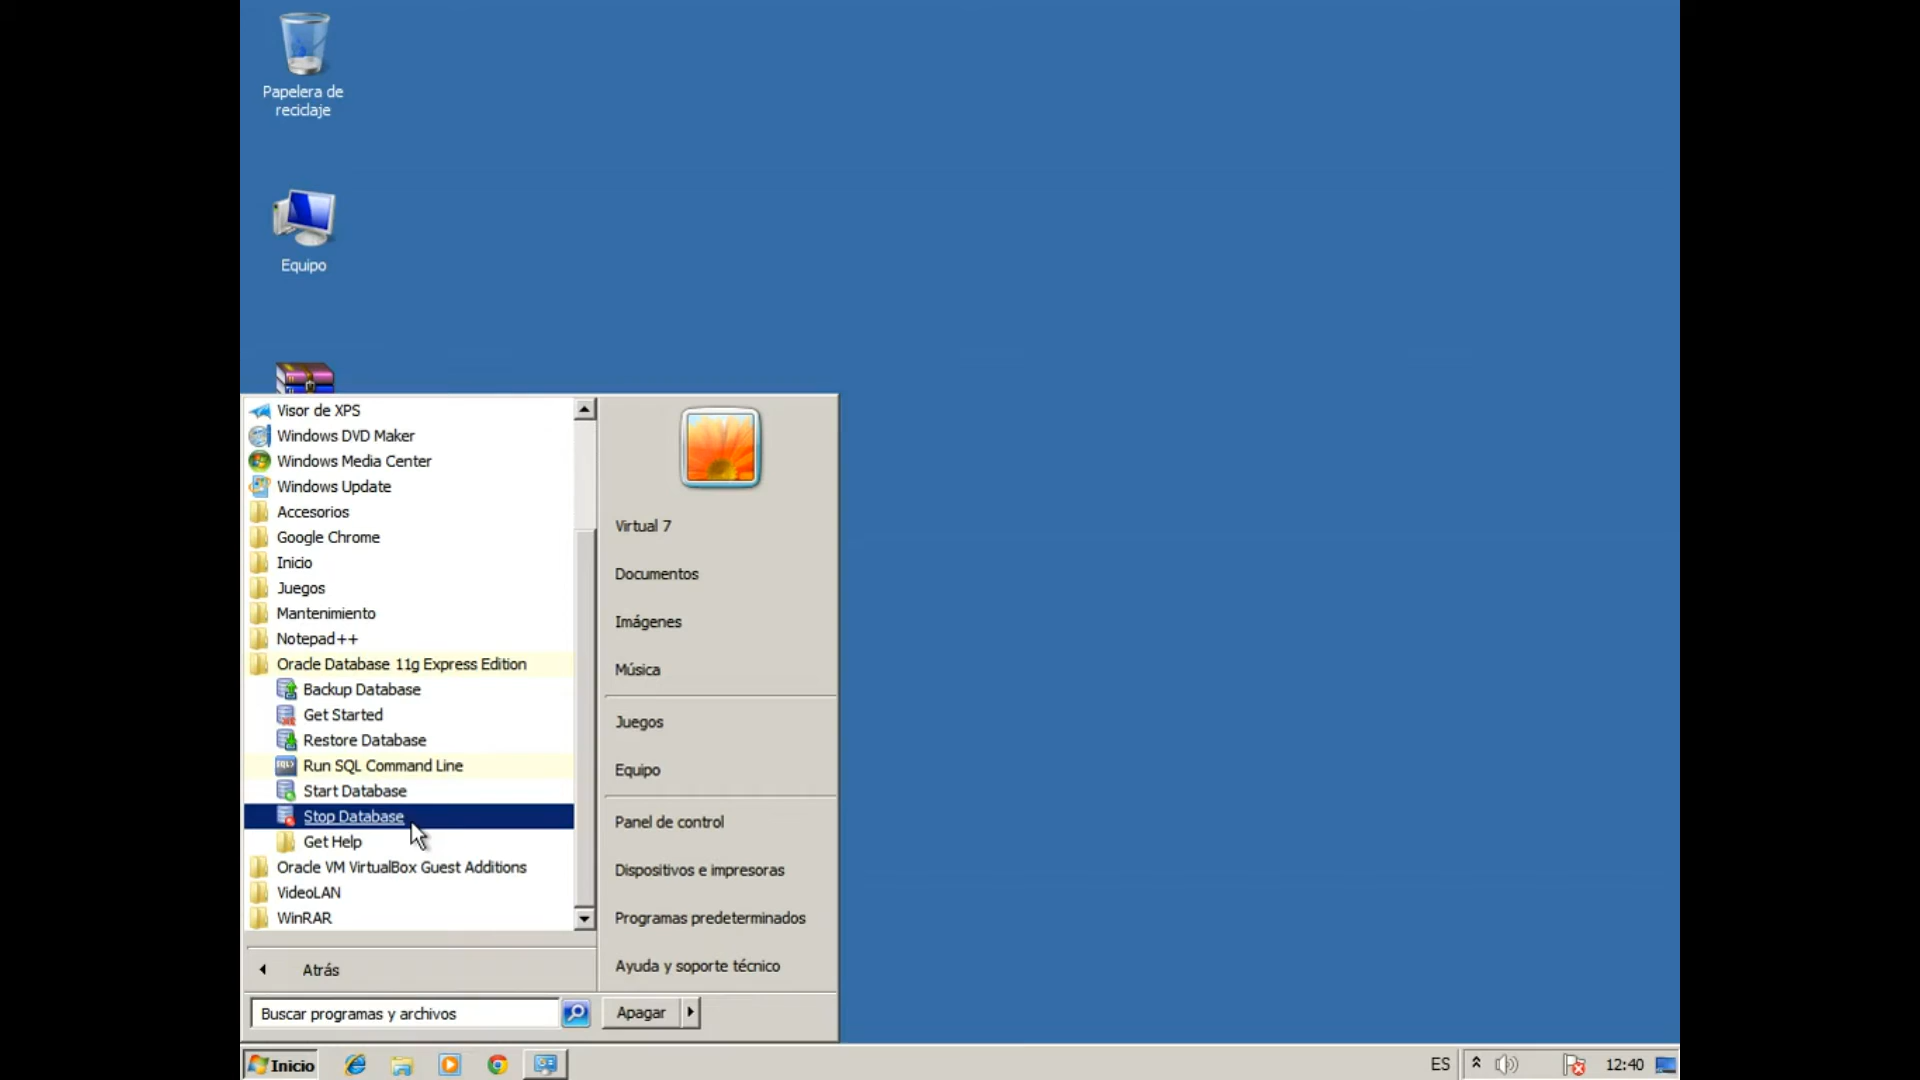 Papelera de
reciclaje
Equipo
Visor de XPS
Windows DVD Maker
Windows Media Center
Windows Update
Accesorios
Google Chrome
Inicio
Juegos
Mantenimiento
Notepad++
Oracle Database 11g Express Edition
Backup Database
Get Started
Restore Database
Run SQL Command Line
Start Database
Stop Database
Get Help
Oracle VM VirtualBox Guest Additions
VideoLAN
WinRAR
Atrás
Buscar programas y archivos
Virtual 7
Documentos
Imágenes
Música
Juegos
Equipo
Panel de control
Dispositivos e impresoras
Programas predeterminados
Ayuda y soporte técnico
Apagar
Inicio
ES
12:40